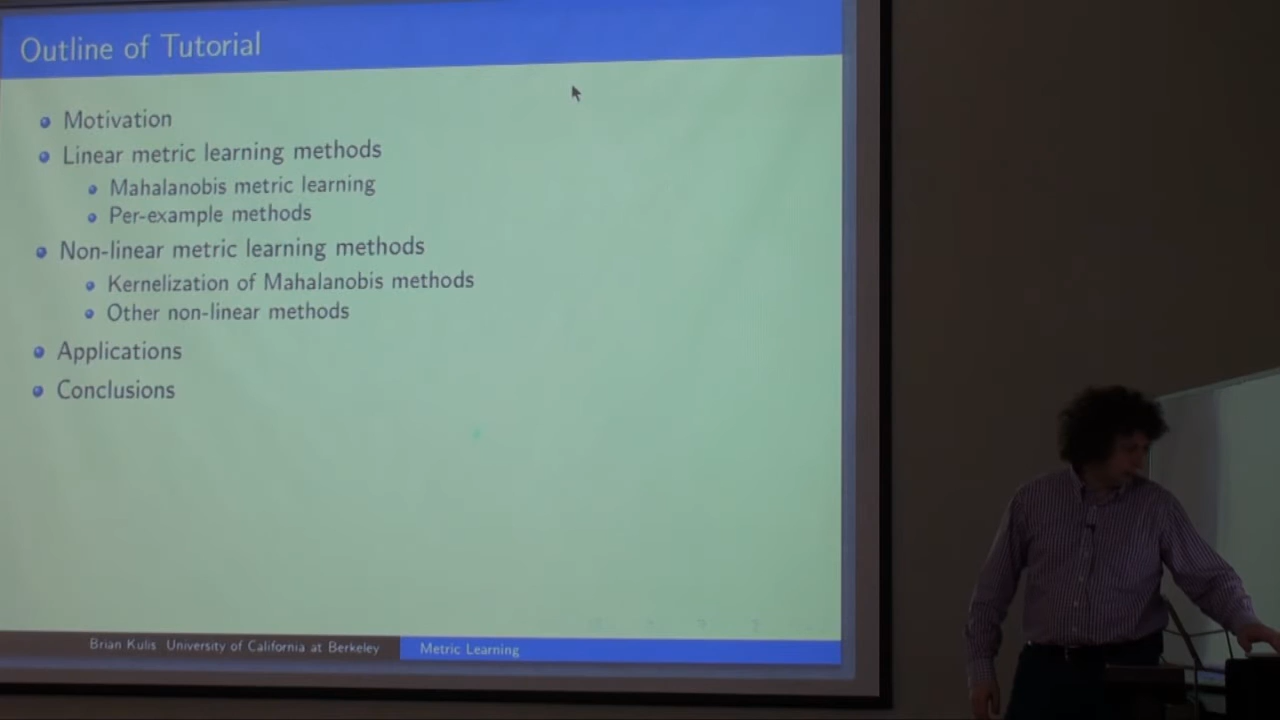 Outline of Tutorial
Motivation
Linear metric learning methods
Mahalanobis metric learning
Per-example methods
Non-linear metric learning methods
Kernelization of Mahalanobis methods
Other non-linear methods
Applications
Conclusions
Brian Kulis University of California at Berkeley
Metric Learning